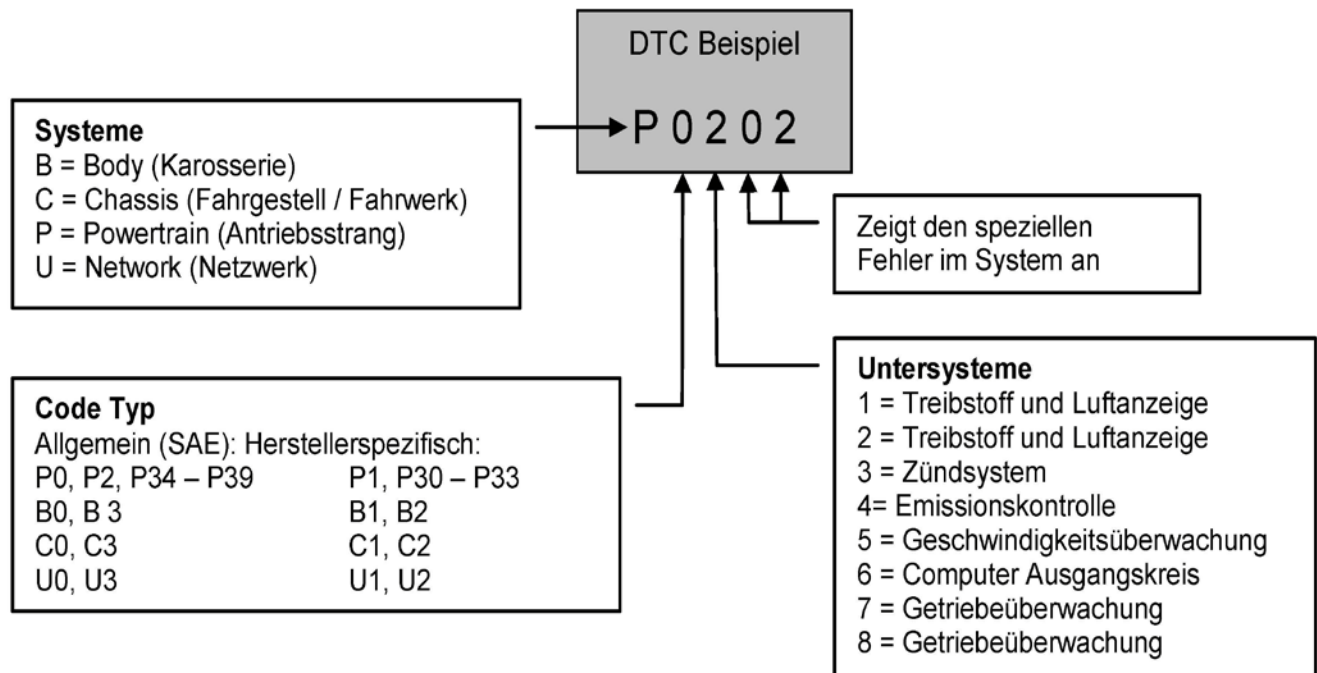 DTC Beispiel
P 0 2 0 2
Systeme
B = Body (Karosserie)
C = Chassis (Fahrgestell / Fahrwerk)
P = Powertrain (Antriebsstrang)
U = Network (Netzwerk)
Zeigt den speziellen
Fehler im System an
Code Typ
Allgemein (SAE): Herstellerspezifisch:
P0, P2, P34 – P39 P1, P30 – P33
B0, B 3 B1, B2
C0, C3 C1, C2
U0, U3 U1, U2
Untersysteme
1 = Treibstoff und Luftanzeige
2 = Treibstoff und Luftanzeige
3 = Zündsystem
4= Emissionskontrolle
5 = Geschwindigkeitsüberwachung
6 = Computer Ausgangskreis
7 = Getriebeüberwachung
8 = Getriebeüberwachung